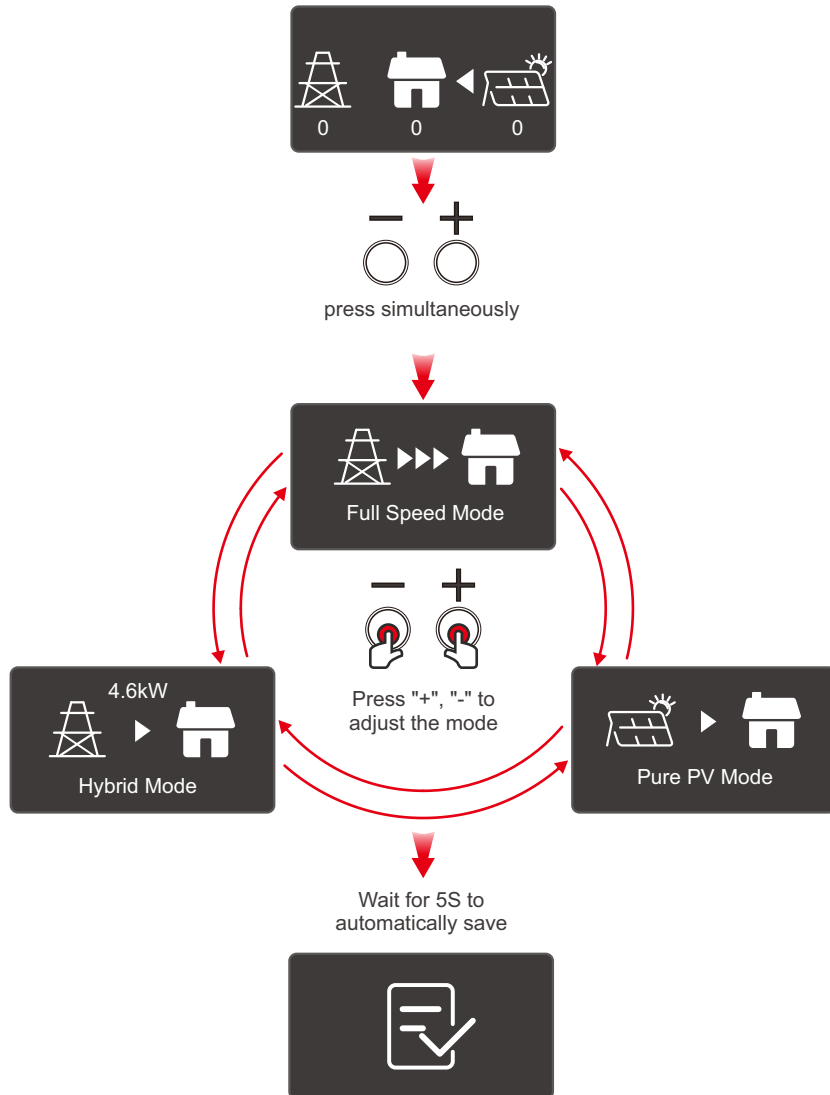 0 0 0
press simultaneously
Full Speed Mode
Press "+", "-" to
adjust the mode
4.6kW
Hybrid Mode
Pure PV Mode
Wait for 5S to
automatically save